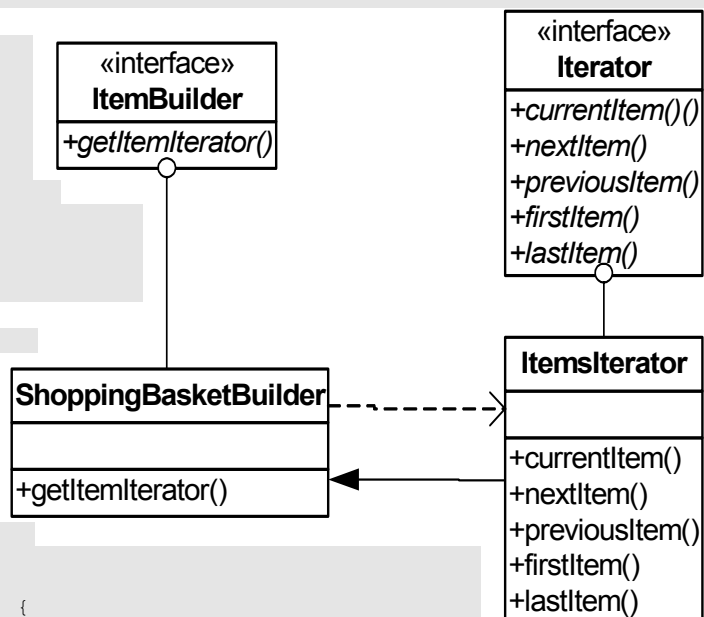 «interface»
ItemBuilder
+getItemIterator()
«interface»
Iterator
+currentItem()()
+nextItem()
+previousItem()
+firstItem()
+lastItem()
ShoppingBasketBuilder
+getItemIterator()
ItemsIterator
+currentItem()
+nextItem()
+previousItem()
+firstItem()
+lastItem()
{